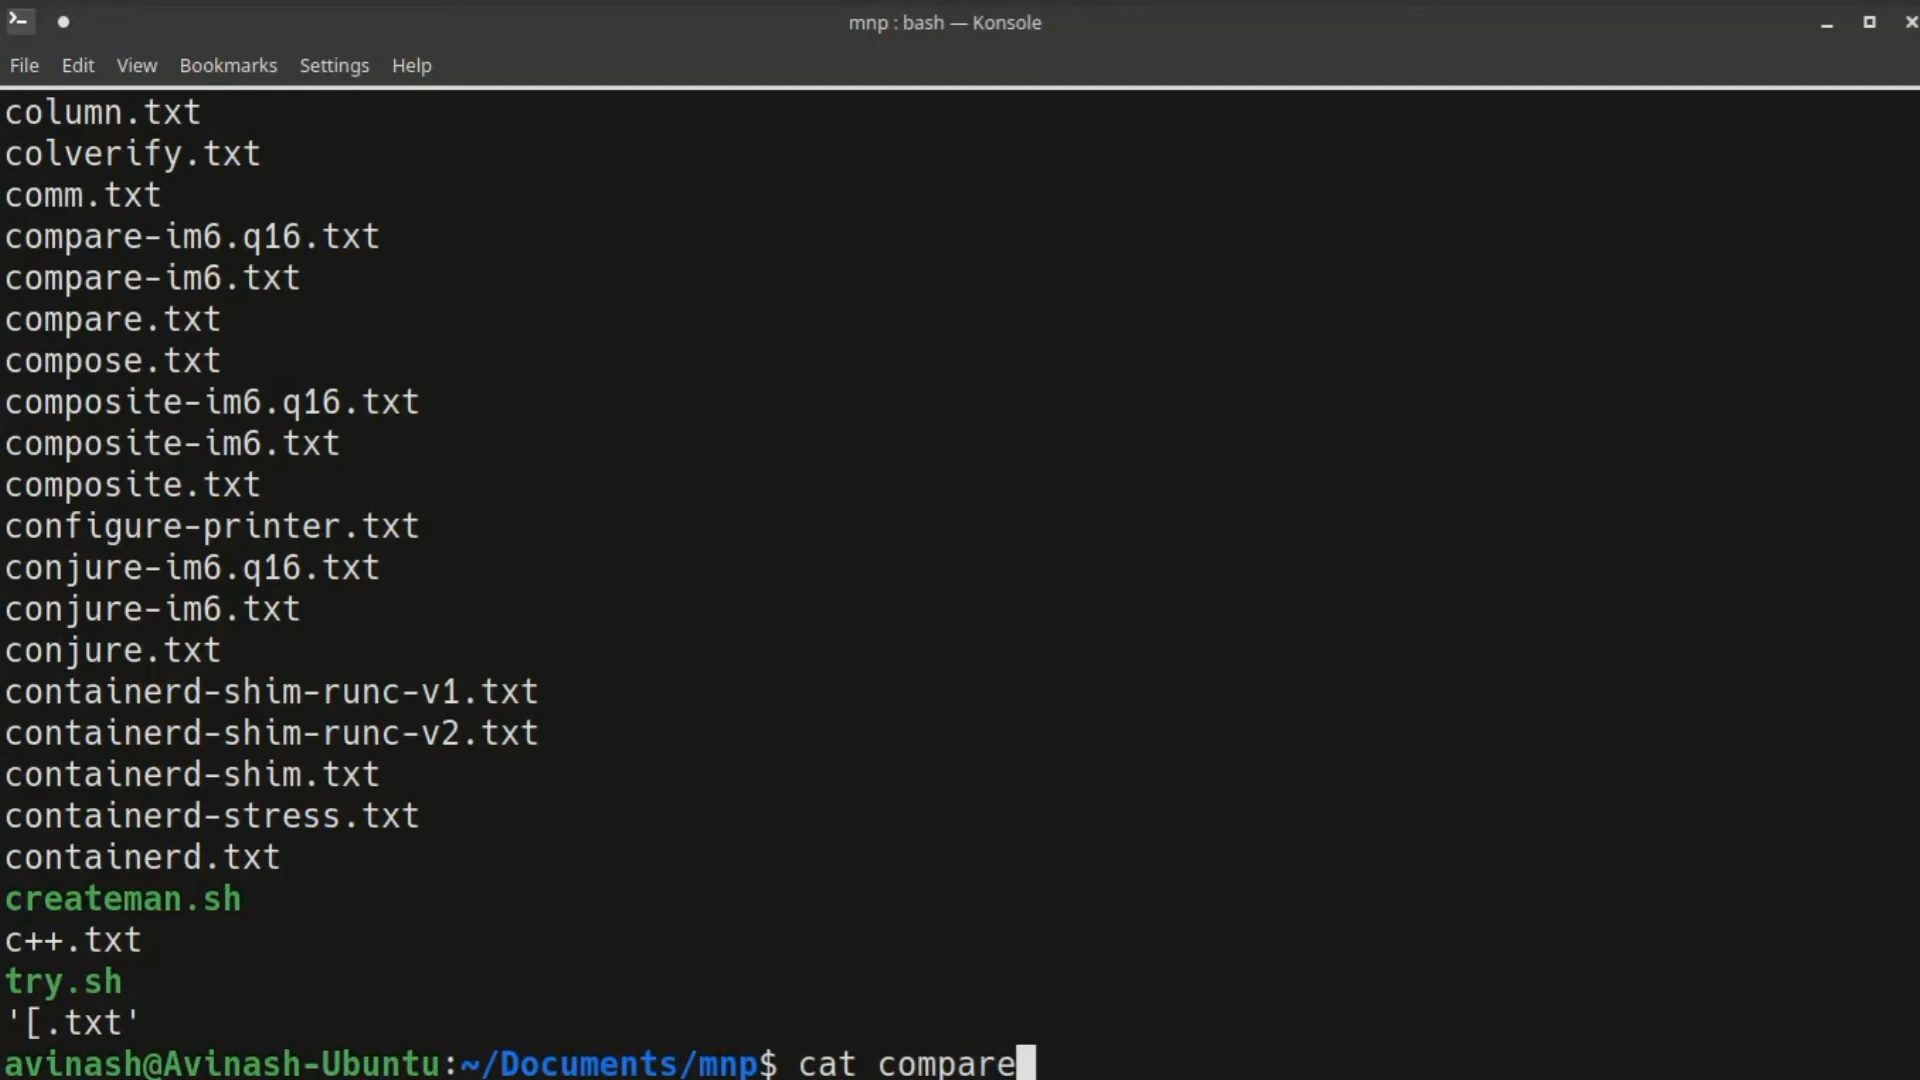 mnp : bash — Konsole
File Edit View Bookmarks Settings Help
column.txt
colverify.txt
comm.txt
compare-im6.q16.txt
compare-im6.txt
compare.txt
compose.txt
composite-im6.q16.txt
composite-im6.txt
composite.txt
configure-printer.txt
conjure-im6.q16.txt
conjure-im6.txt
conjure.txt
containerd-shim-runc-v1.txt
containerd-shim-runc-v2.txt
containerd-shim.txt
containerd-stress.txt
containerd.txt
createman.sh
c++.txt
try.sh
'[.txt'
avinash@Avinash-Ubuntu:~/Documents/mnp$ cat compare